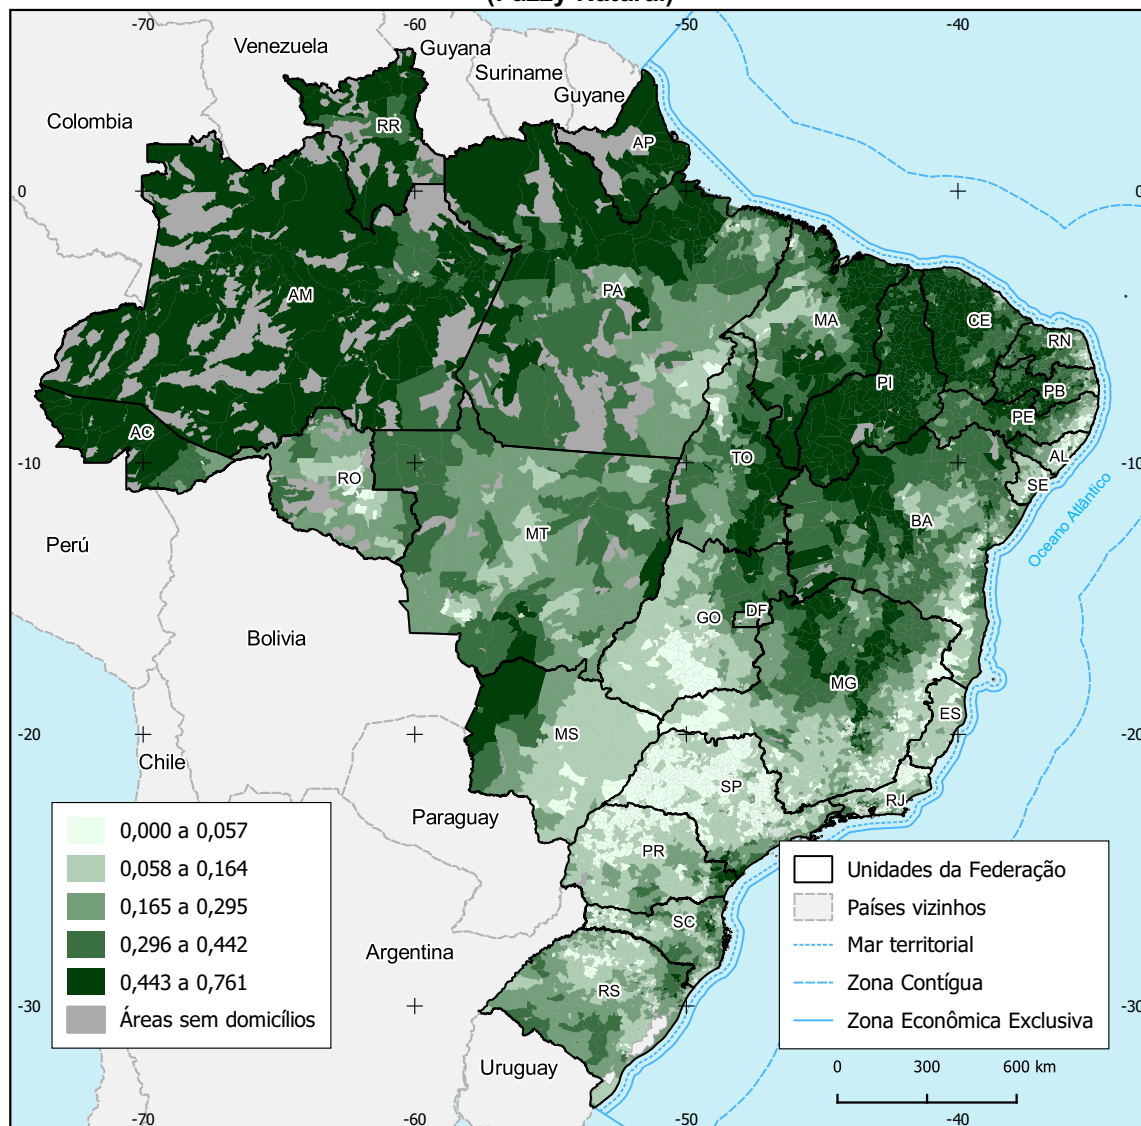 (Fuzzy Natural)
-70
-60
-50
-40
Venezuela
Guyana
Suriname
Guyane
Colombia
RR
AP
0
0
AM
PA
MA
CE
RN
PB
PI
PE
AC
AL
-10
-10
RO
TO
SE
BA
MT
Oceano Atlântico
Perú
GO
DF
Bolivia
MG
ES
-20
-20
MS
Chile
SP
RJ
Paraguay
PR
SC
Argentina
RS
-30
-30
Uruguay
0,000 a 0,057
0,058 a 0,164
0,165 a 0,295
0,296 a 0,442
0,443 a 0,761
Áreas sem domicílios
Unidades da Federação
Países vizinhos
Mar territorial
Zona Contígua
Zona Econômica Exclusiva
0 300 600 km
-70
-60
-50
-40